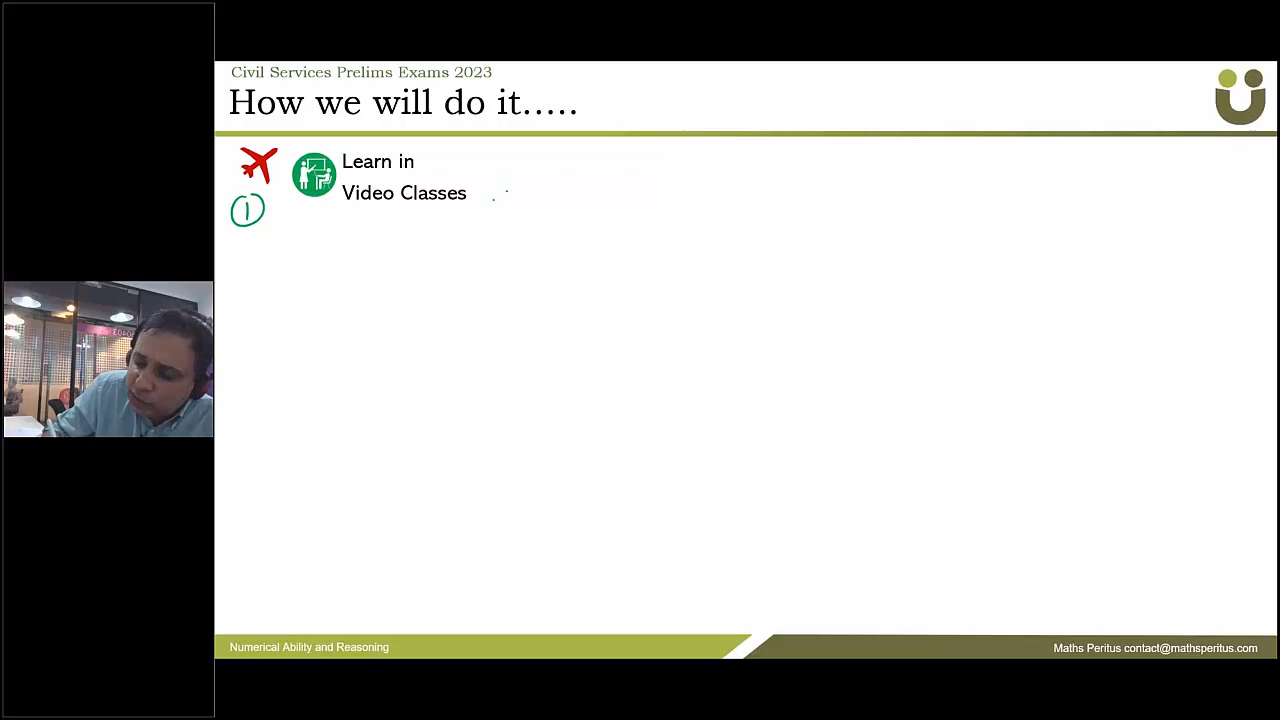 Civil Services Prelims Exams 2023
How we will do it.....
Learn in
Video Classes
1
Numerical Ability and Reasoning
Maths Peritus contact@mathsperitus.com